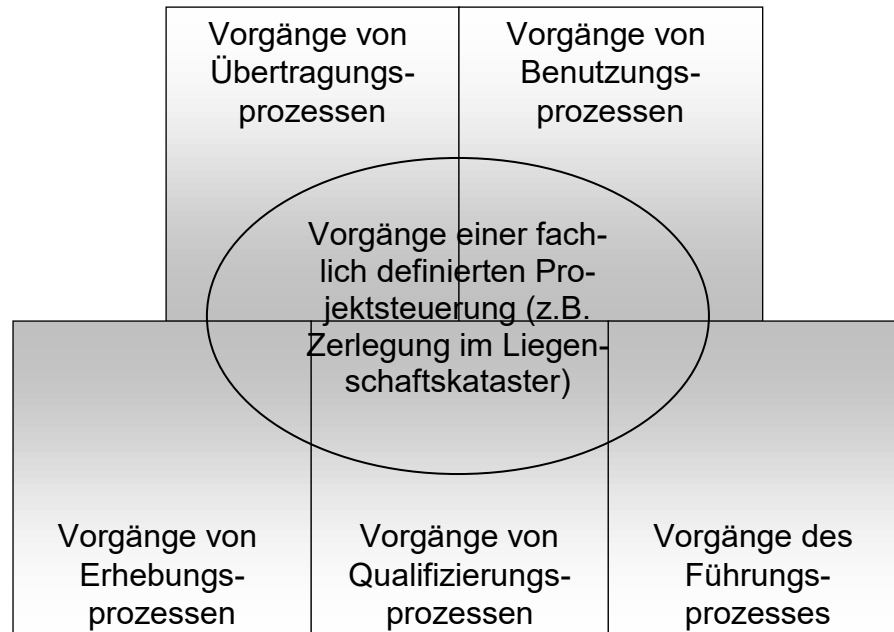 Vorgänge von
Übertragungs-
prozessen
Vorgänge von
Benutzungs-
prozessen
Vorgänge einer fach-
lich definierten Pro-
jektsteuerung (z.B.
Zerlegung im Liegen-
schaftskataster)
Vorgänge von
Erhebungs-
prozessen
Vorgänge von
Qualifizierungs-
prozessen
Vorgänge des
Führungs-
prozesses